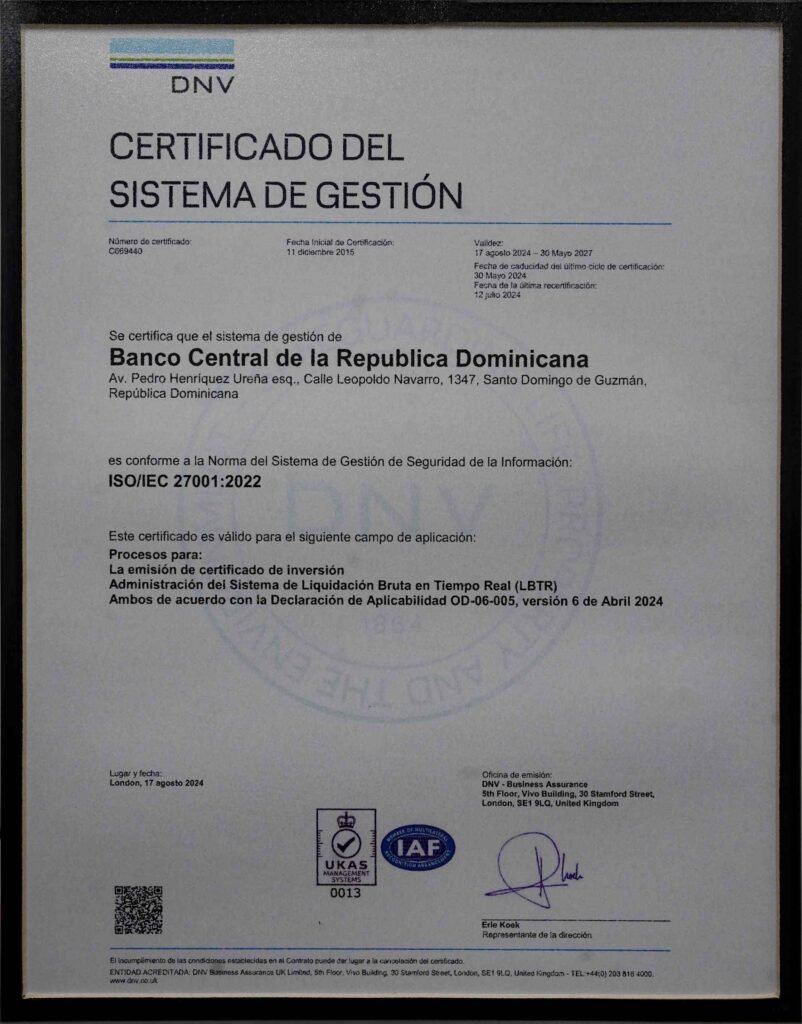 DNV
CERTIFICADO DEL
SISTEMA DE GESTIÓN
Número de certificado:
C669440
Fecha Inicial de Certificación:
11 diciembre 2015
Validez:
17 agosto 2024 – 30 Mayo 2027
Fecha de caducidad del último ciclo de certificación:
30 Mayo 2024
Fecha de la última recertificación:
12 julio 2024
Se certifica que el sistema de gestión de
Banco Central de la Republica Dominicana
Av. Pedro Henríquez Ureña esq., Calle Leopoldo Navarro, 1347, Santo Domingo de Guzmán,
República Dominicana
es conforme a la Norma del Sistema de Gestión de Seguridad de la Información:
ISO/IEC 27001:2022
DNV
Este certificado es válido para el siguiente campo de aplicación:
Procesos para:
La emisión de certificado de inversión
Administración del Sistema de Liquidación Bruta en Tiempo Real (LBTR)
Ambos de acuerdo con la Declaración de Aplicabilidad OD-06-005, versión 6 de Abril 2024
1864
Lugar y fecha:
London, 17 agosto 2024
Oficina de emisión:
DNV - Business Assurance
5th Floor, Vivo Building, 30 Stamford Street,
London, SE1 9LQ, United Kingdom
UKAS
MANAGEMENT
SYSTEMS
0013
MEMBER OF MULTILATERAL
IAF
RECOGNITION ARRANGEMENT
Erie Koek
Representante de la dirección
El incumplimiento de las condiciones establecidas en el Contrato puede dar lugar a la cancelación del certificado.
ENTIDAD ACREDITADA: DNV Business Assurance UK Limited, 5th Floor, Vivo Building, 30 Stamford Street, London, SE1 9LQ, United Kingdom - TEL:+44(0) 203 816 4000.
www.dnv.co.uk